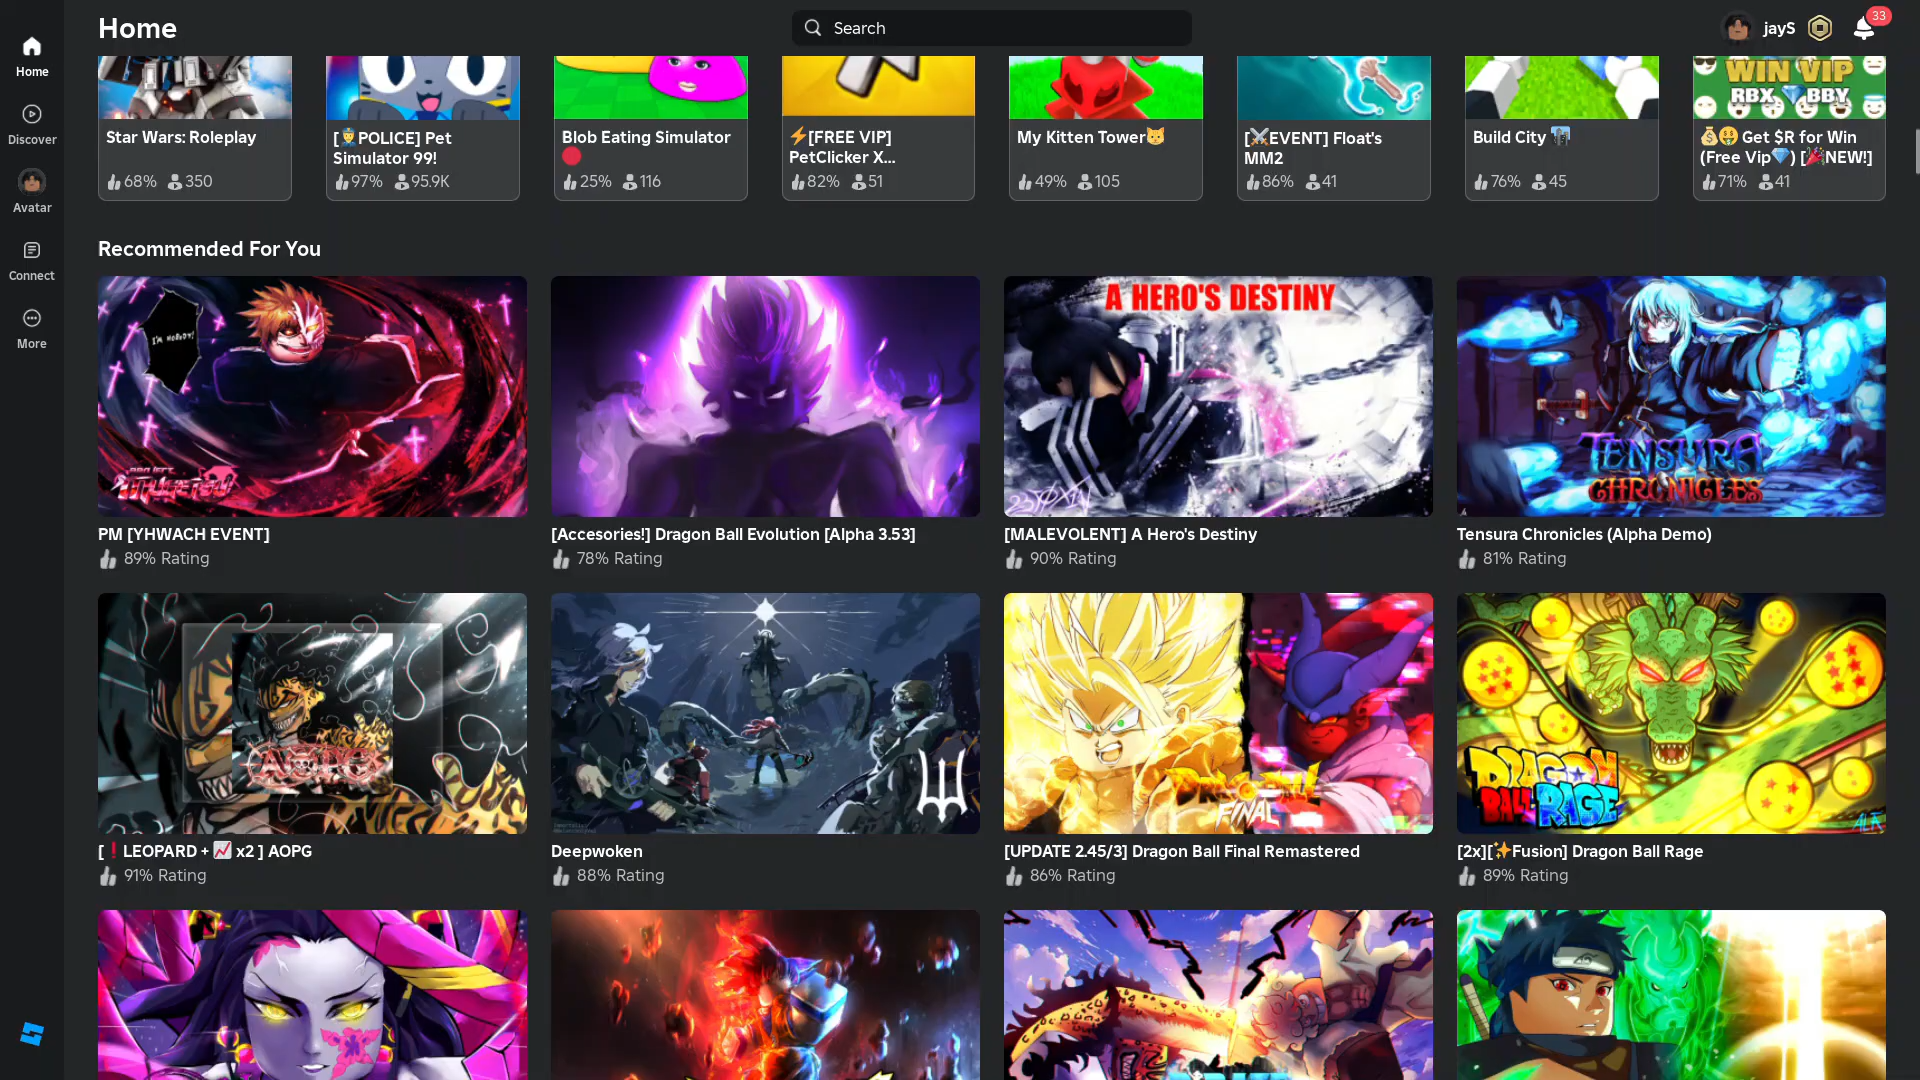 Home
Search
jayS
33
Home
Discover
Avatar
Connect
More
Star Wars: Roleplay
68% 350
[👮POLICE] Pet
Simulator 99!
97% 95.9K
Blob Eating Simulator
🔴
25% 116
⚡[FREE VIP]
PetClicker X...
82% 51
My Kitten Tower😺
49% 105
[⚔️EVENT] Float's
MM2
86% 41
Build City 🏙️
76% 45
WIN VIP
RBX 💎 BBY
💰🤑 Get $R for Win
(Free Vip💎) [🎉NEW!]
71% 41
Recommended For You
I'M NOBODY!
PROJECT
MUGETSU
PM [YHWACH EVENT]
89% Rating
[Accesories!] Dragon Ball Evolution [Alpha 3.53]
78% Rating
A HERO'S DESTINY
[MALEVOLENT] A Hero's Destiny
90% Rating
TENSURA
CHRONICLES
Tensura Chronicles (Alpha Demo)
81% Rating
AOPG
[❗LEOPARD + 📈 x2 ] AOPG
91% Rating
Deepwoken
88% Rating
FINAL
[UPDATE 2.45/3] Dragon Ball Final Remastered
86% Rating
DRAGON
BALL RAGE
[2x][✨Fusion] Dragon Ball Rage
89% Rating